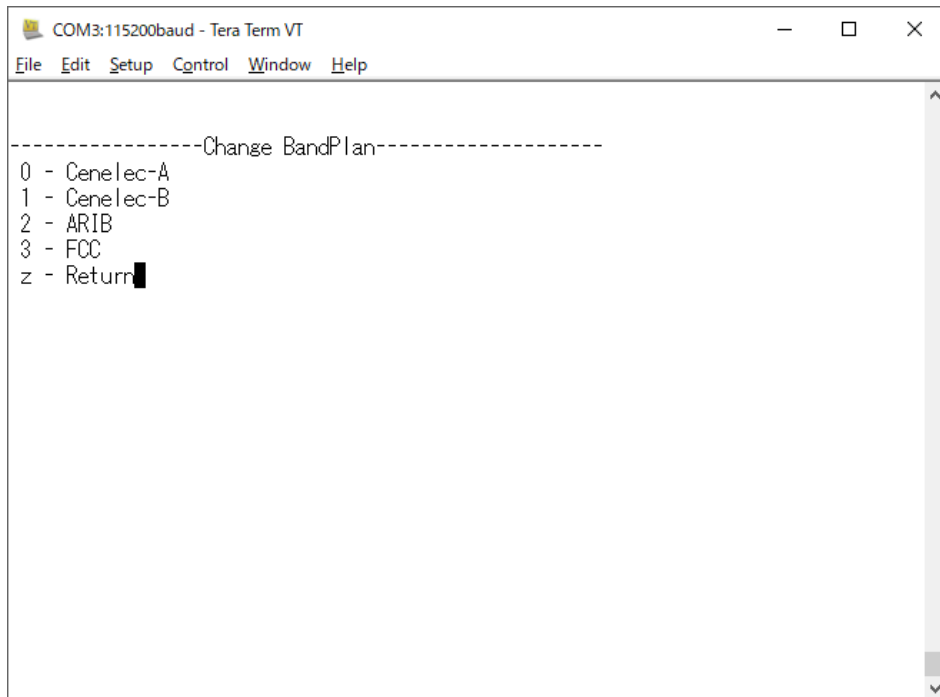 COM3:115200baud - Tera Term VT
File Edit Setup Control Window Help
-----------------Change BandPlan--------------------
0 - Cenelec-A
1 - Cenelec-B
2 - ARIB
3 - FCC
z - Return